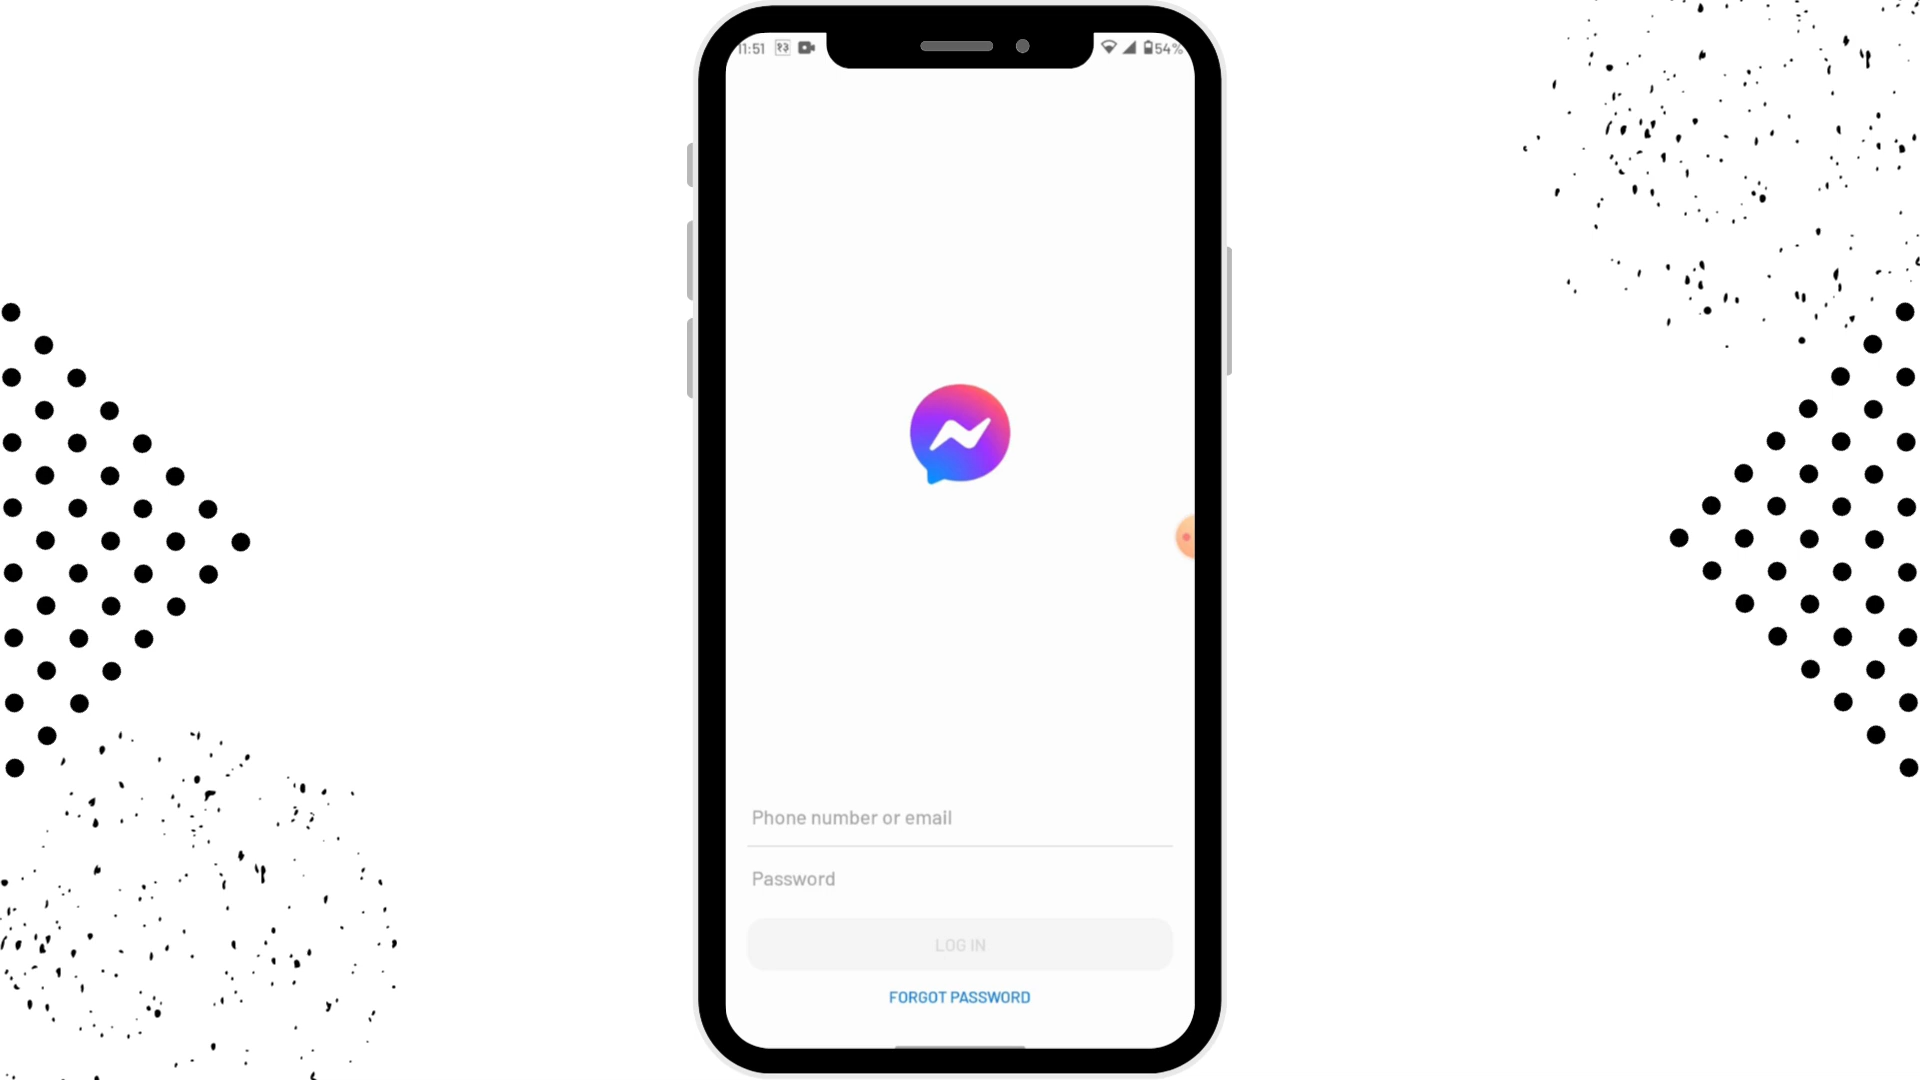 11:51 54%
Phone number or email
Password
LOG IN
FORGOT PASSWORD